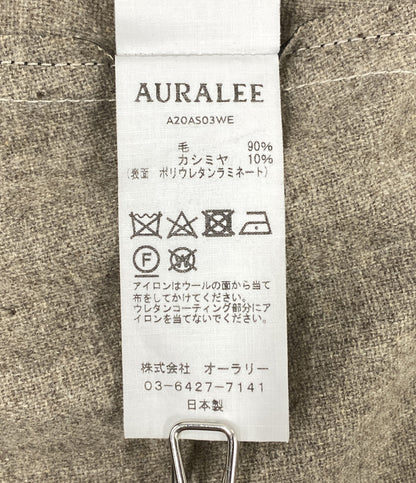 AURALEE
A20AS03WE
毛 90%
カシミヤ 10%
(表面 ポリウレタンラミネート)
F W
アイロンはウールの面から当て
布をしてかけてください。
ウレタンコーティング部分にア
イロンを当てないでください。
株式会社 オーラリー
03-6427-7141
日本製